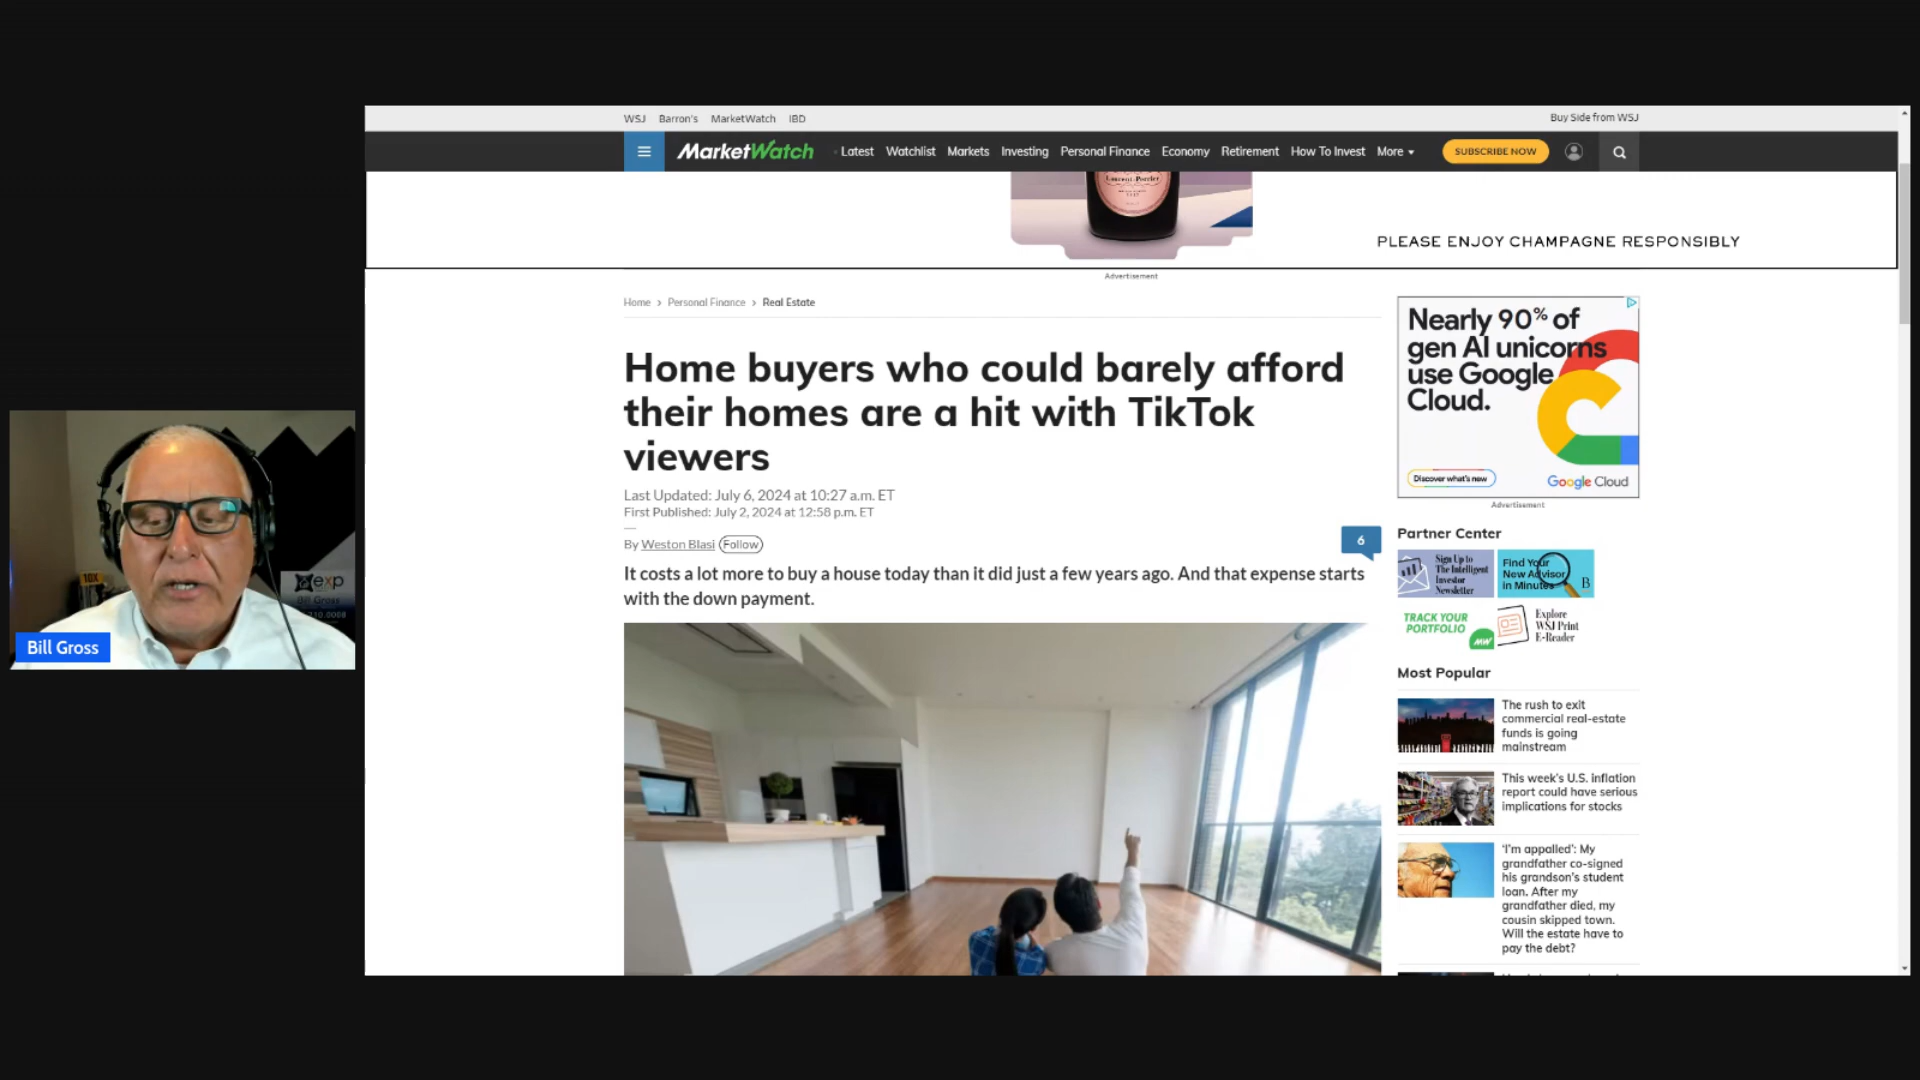 WSJ Barron's MarketWatch IBD
Buy Side from WSJ
MarketWatch
Latest Watchlist Markets Investing Personal Finance Economy Retirement How To Invest More
SUBSCRIBE NOW
Laurent-Perrier
PLEASE ENJOY CHAMPAGNE RESPONSIBLY
Advertisement
Home > Personal Finance > Real Estate
Home buyers who could barely afford
their homes are a hit with TikTok
viewers
Last Updated: July 6, 2024 at 10:27 a.m. ET
First Published: July 2, 2024 at 12:58 p.m. ET
By Weston Blasi Follow
6
It costs a lot more to buy a house today than it did just a few years ago. And that expense starts
with the down payment.
Nearly 90% of
gen AI unicorns
use Google
Cloud.
Discover what's new
Google Cloud
Advertisement
Partner Center
Sign Up to
The Intelligent
Investor
Newsletter
Find Your
New Advisor
in Minutes
B
TRACK YOUR
PORTFOLIO
MW
Explore
WSJ Print
E-Reader
Most Popular
The rush to exit
commercial real-estate
funds is going
mainstream
This week's U.S. inflation
report could have serious
implications for stocks
'I'm appalled': My
grandfather co-signed
his grandson's student
loan. After my
grandfather died, my
cousin skipped town.
Will the estate have to
pay the debt?
10X
exp
Bill Gross
Bill Gross